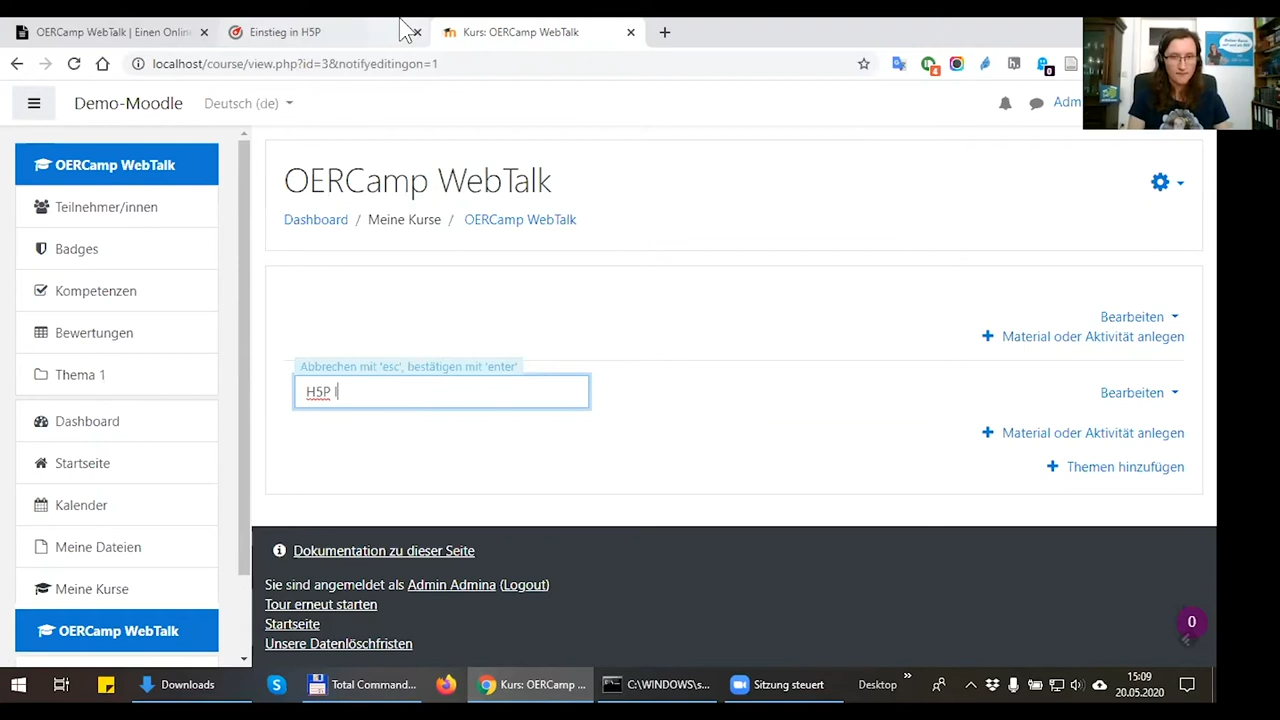 OERCamp WebTalk | Einen Onlin
Einstieg in H5P
Kurs: OERCamp WebTalk
localhost/course/view.php?id=3&notifyeditingon=1
4
0
Demo-Moodle
Deutsch (de)
Adm
OERCamp WebTalk
Teilnehmer/innen
Badges
Kompetenzen
Bewertungen
Thema 1
Dashboard
Startseite
Kalender
Meine Dateien
Meine Kurse
OERCamp WebTalk
OERCamp WebTalk
Dashboard / Meine Kurse / OERCamp WebTalk
Bearbeiten
Material oder Aktivität anlegen
Abbrechen mit 'esc', bestätigen mit 'enter'
H5P I
Bearbeiten
Material oder Aktivität anlegen
Themen hinzufügen
Dokumentation zu dieser Seite
Sie sind angemeldet als Admin Admina (Logout)
Tour erneut starten
Startseite
Unsere Datenlöschfristen
0
Downloads
Total Command...
Kurs: OERCamp ...
C:\WINDOWS\s...
Sitzung steuert
Desktop
15:09
20.05.2020